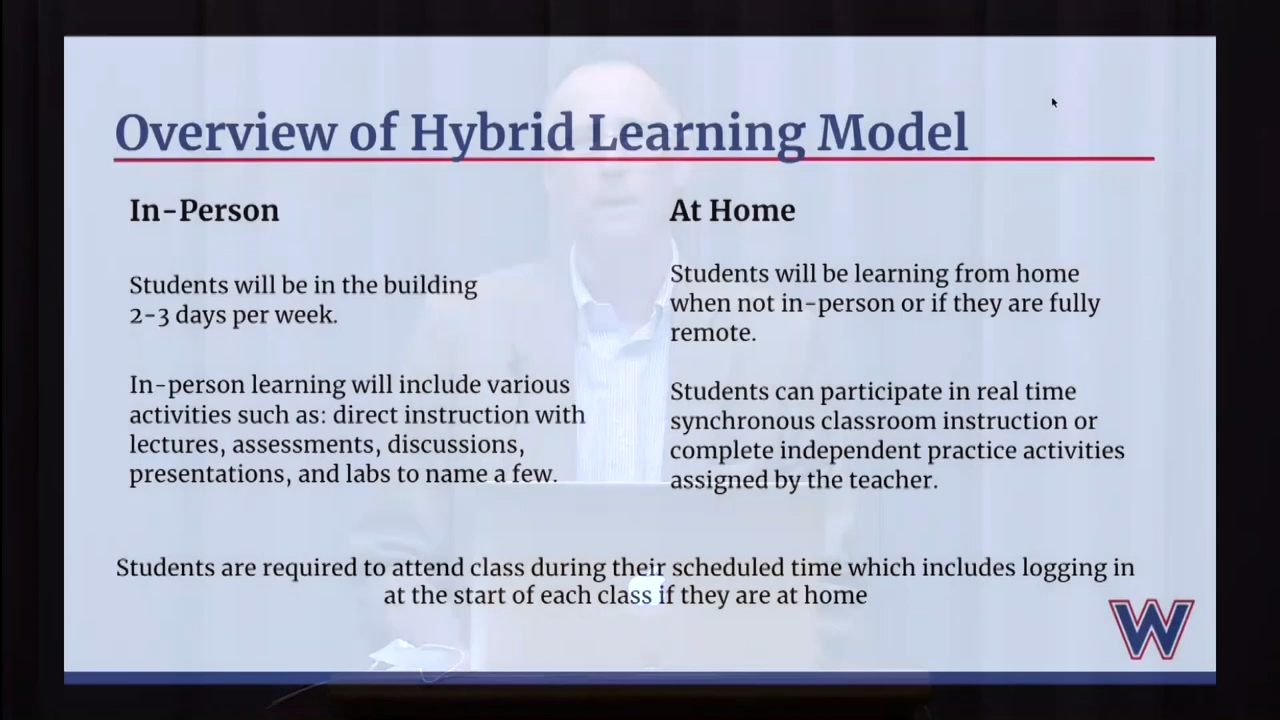 Overview of Hybrid Learning Model
In-Person
Students will be in the building
2-3 days per week.
In-person learning will include various
activities such as: direct instruction with
lectures, assessments, discussions,
presentations, and labs to name a few.
At Home
Students will be learning from home
when not in-person or if they are fully
remote.
Students can participate in real time
synchronous classroom instruction or
complete independent practice activities
assigned by the teacher.
Students are required to attend class during their scheduled time which includes logging in
at the start of each class if they are at home
W